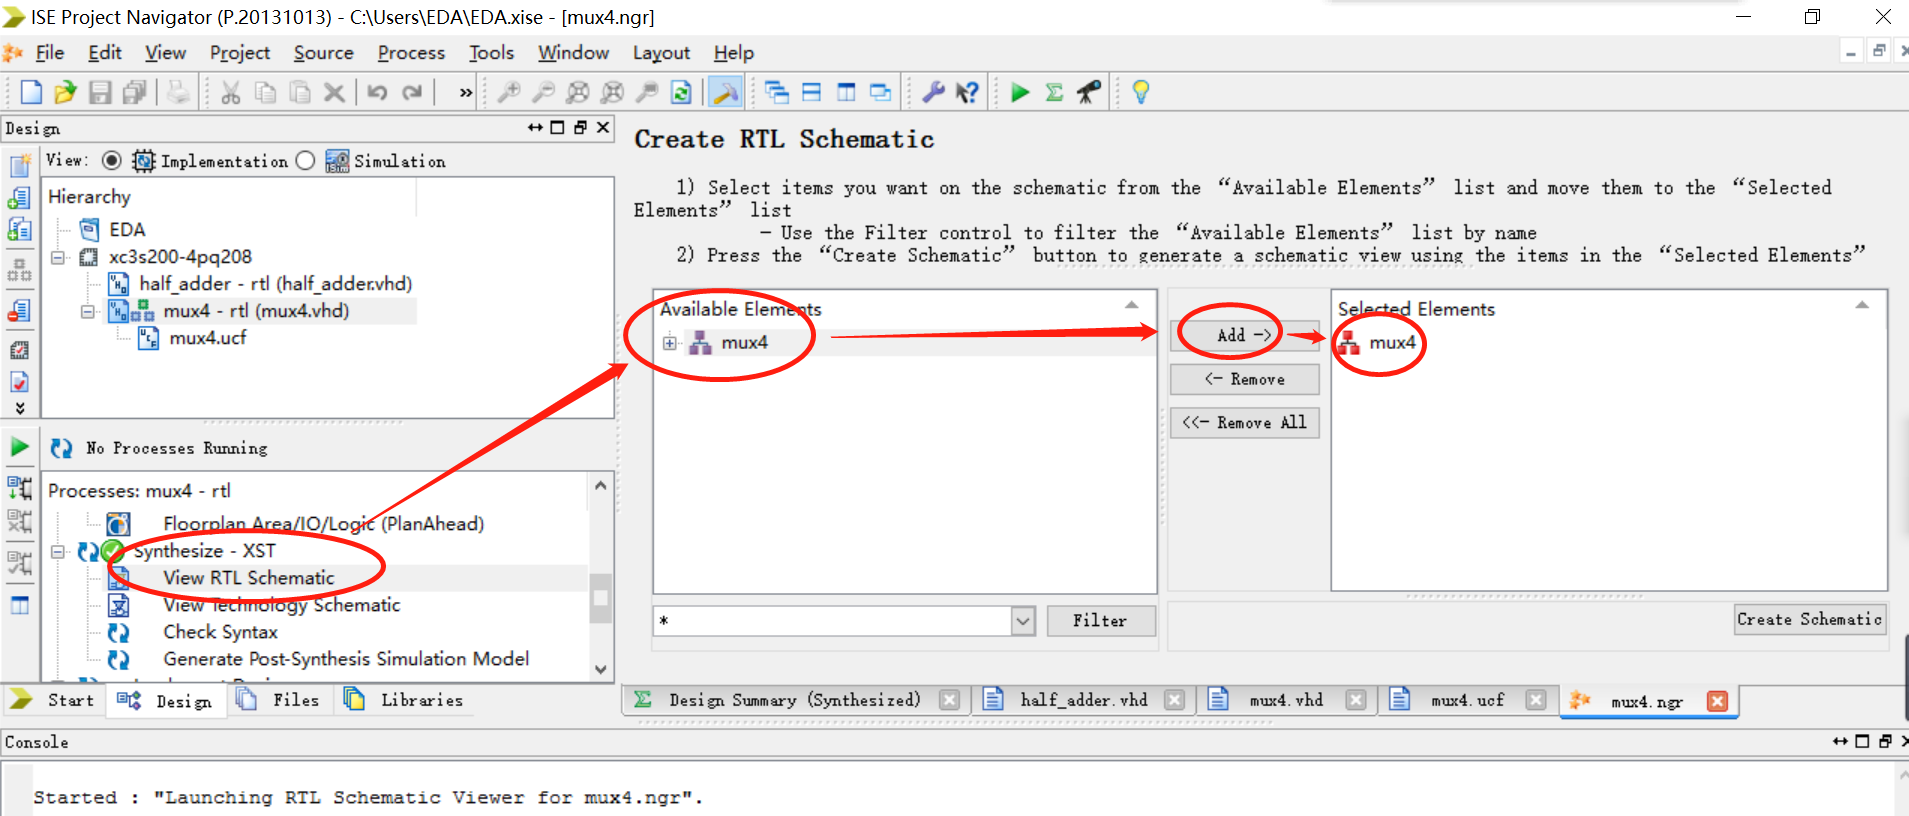 ISE Project Navigator (P.20131013) - C:\Users\EDA\EDA.xise - [mux4.ngr]
File Edit View Project Source Process Tools Window Layout Help
»
Design
View: Implementation Simulation
Hierarchy
EDA
xc3s200-4pq208
half_adder - rtl (half_adder.vhd)
mux4 - rtl (mux4.vhd)
mux4.ucf
No Processes Running
Processes: mux4 - rtl
Floorplan Area/IO/Logic (PlanAhead)
Synthesize - XST
View RTL Schematic
View Technology Schematic
Check Syntax
Generate Post-Synthesis Simulation Model
Start Design Files Libraries
Create RTL Schematic
1) Select items you want on the schematic from the “Available Elements” list and move them to the “Selected
Elements” list
- Use the Filter control to filter the “Available Elements” list by name
2) Press the “Create Schematic” button to generate a schematic view using the items in the “Selected Elements”
Available Elements
mux4
Add ->
<- Remove
<<- Remove All
Selected Elements
mux4
*
Filter
Create Schematic
Design Summary (Synthesized) half_adder.vhd mux4.vhd mux4.ucf mux4.ngr
Console
Started : "Launching RTL Schematic Viewer for mux4.ngr".